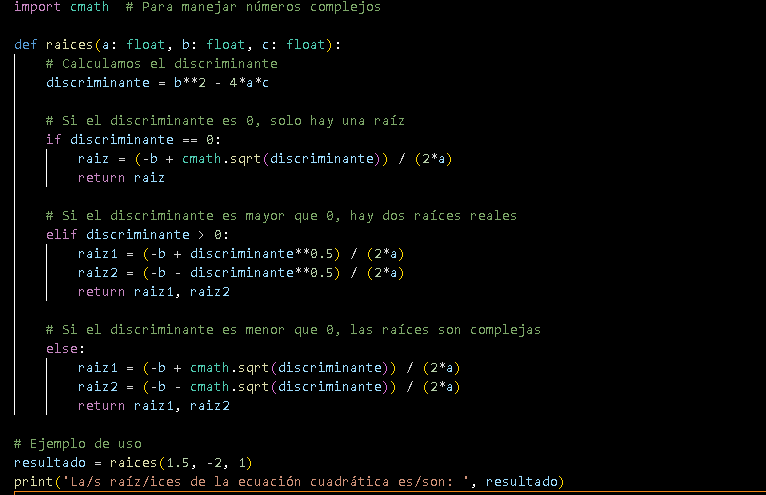 import cmath  # Para manejar números complejos

def raices(a: float, b: float, c: float):
    # Calculamos el discriminante
    discriminante = b**2 - 4*a*c

    # Si el discriminante es 0, solo hay una raíz
    if discriminante == 0:
        raiz = (-b + cmath.sqrt(discriminante)) / (2*a)
        return raiz

    # Si el discriminante es mayor que 0, hay dos raíces reales
    elif discriminante > 0:
        raiz1 = (-b + discriminante**0.5) / (2*a)
        raiz2 = (-b - discriminante**0.5) / (2*a)
        return raiz1, raiz2

    # Si el discriminante es menor que 0, las raíces son complejas
    else:
        raiz1 = (-b + cmath.sqrt(discriminante)) / (2*a)
        raiz2 = (-b - cmath.sqrt(discriminante)) / (2*a)
        return raiz1, raiz2

# Ejemplo de uso
resultado = raices(1.5, -2, 1)
print('La/s raíz/ices de la ecuación cuadrática es/son: ', resultado)